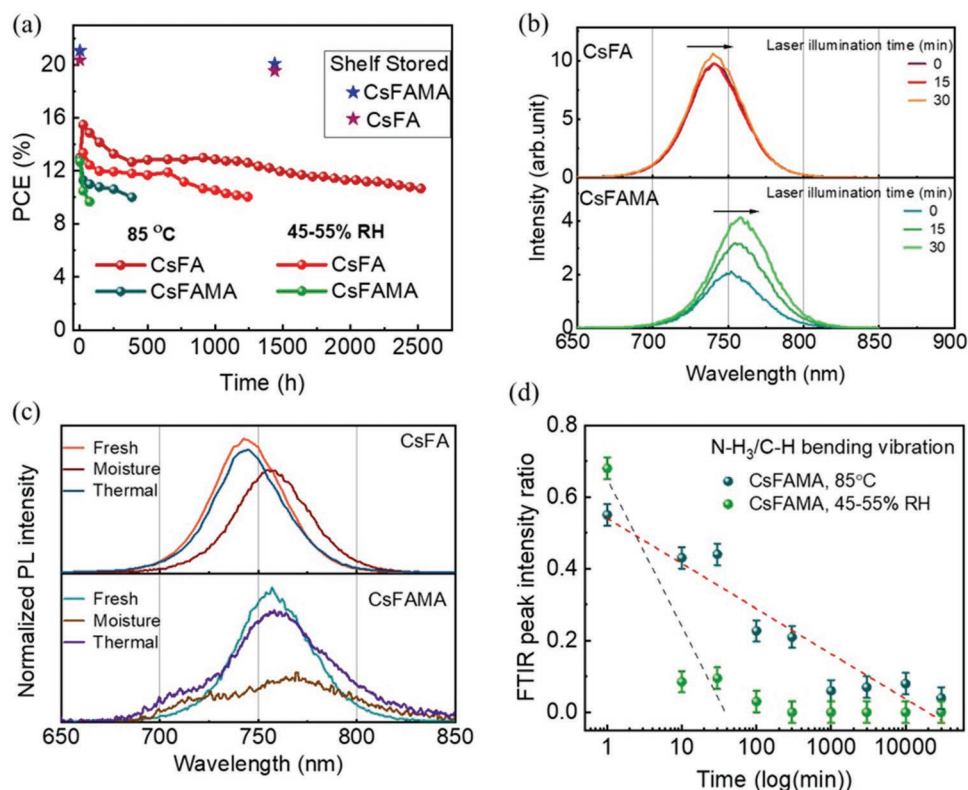 (a)
20
16
12
8
4
0
PCE (%)
Shelf Stored
CsFAMA
CsFA
85 °C
45-55% RH
CsFA
CsFA
CsFAMA
CsFAMA
0 500 1000 1500 2000 2500
Time (h)
(b)
10
5
0
4
2
0
Intensity (arb.unit)
CsFA
Laser illumination time (min)
0
15
30
CsFAMA
Laser illumination time (min)
0
15
30
650 700 750 800 850 900
Wavelength (nm)
(c)
Normalized PL intensity
CsFA
Fresh
Moisture
Thermal
CsFAMA
Fresh
Moisture
Thermal
650 700 750 800 850
Wavelength (nm)
(d)
0.8
0.6
0.4
0.2
0.0
FTIR peak intensity ratio
N-H₃/C-H bending vibration
CsFAMA, 85°C
CsFAMA, 45-55% RH
1 10 100 1000 10000
Time (log(min))